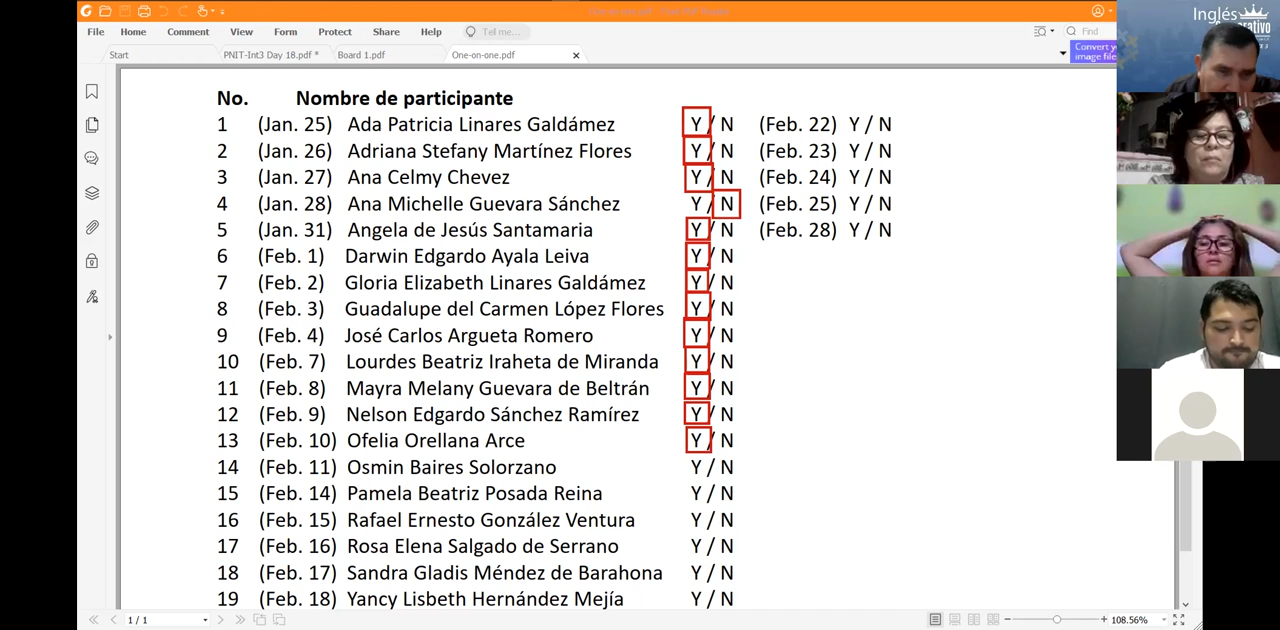 File Home Comment View Form Protect Share Help Tell me... Find
Start PNIT-Int3 Day 18.pdf * Board 1.pdf One-on-one.pdf
Convert y
image file
Inglés
No. Nombre de participante
1 (Jan. 25) Ada Patricia Linares Galdámez Y / N (Feb. 22) Y / N
2 (Jan. 26) Adriana Stefany Martínez Flores Y / N (Feb. 23) Y / N
3 (Jan. 27) Ana Celmy Chevez Y / N (Feb. 24) Y / N
4 (Jan. 28) Ana Michelle Guevara Sánchez Y / N (Feb. 25) Y / N
5 (Jan. 31) Angela de Jesús Santamaria Y / N (Feb. 28) Y / N
6 (Feb. 1) Darwin Edgardo Ayala Leiva Y / N
7 (Feb. 2) Gloria Elizabeth Linares Galdámez Y / N
8 (Feb. 3) Guadalupe del Carmen López Flores Y / N
9 (Feb. 4) José Carlos Argueta Romero Y / N
10 (Feb. 7) Lourdes Beatriz Iraheta de Miranda Y / N
11 (Feb. 8) Mayra Melany Guevara de Beltrán Y / N
12 (Feb. 9) Nelson Edgardo Sánchez Ramírez Y / N
13 (Feb. 10) Ofelia Orellana Arce Y / N
14 (Feb. 11) Osmin Baires Solorzano Y / N
15 (Feb. 14) Pamela Beatriz Posada Reina Y / N
16 (Feb. 15) Rafael Ernesto González Ventura Y / N
17 (Feb. 16) Rosa Elena Salgado de Serrano Y / N
18 (Feb. 17) Sandra Gladis Méndez de Barahona Y / N
19 (Feb. 18) Yancy Lisbeth Hernández Mejía Y / N
1 / 1 108.56%